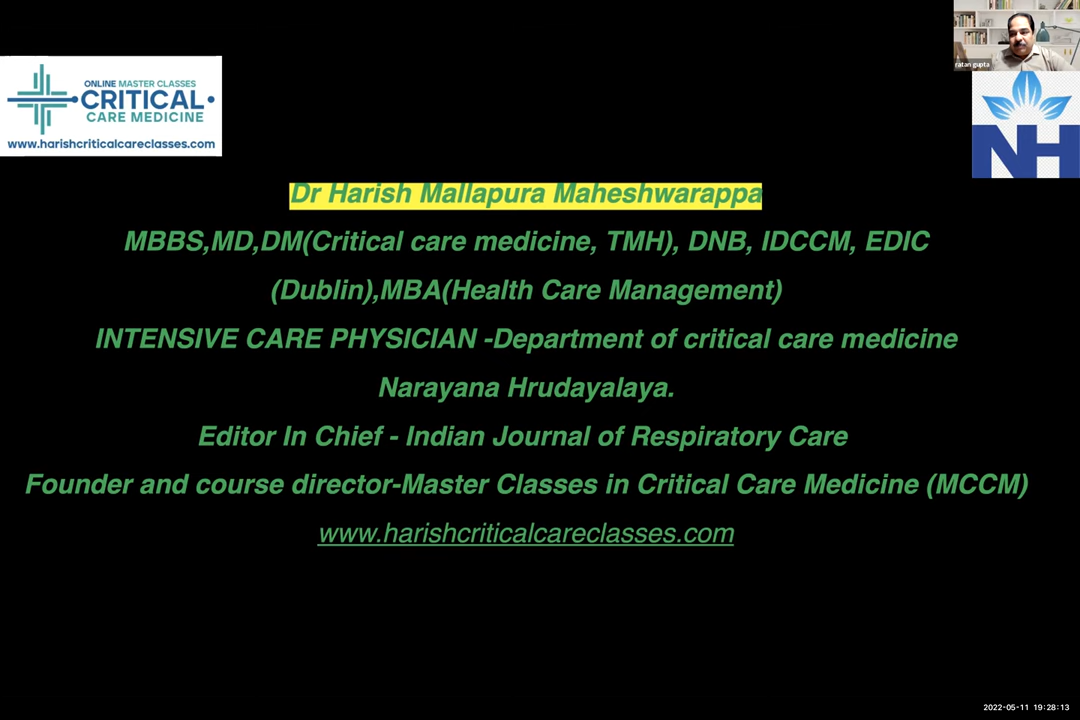 ONLINE MASTER CLASSES
CRITICAL
CARE MEDICINE
www.harishcriticalcareclasses.com
ratan gupta
NH
Dr Harish Mallapura Maheshwarappa
MBBS,MD,DM(Critical care medicine, TMH), DNB, IDCCM, EDIC
(Dublin),MBA(Health Care Management)
INTENSIVE CARE PHYSICIAN -Department of critical care medicine
Narayana Hrudayalaya.
Editor In Chief - Indian Journal of Respiratory Care
Founder and course director-Master Classes in Critical Care Medicine (MCCM)
www.harishcriticalcareclasses.com
2022-05-11 19:28:13